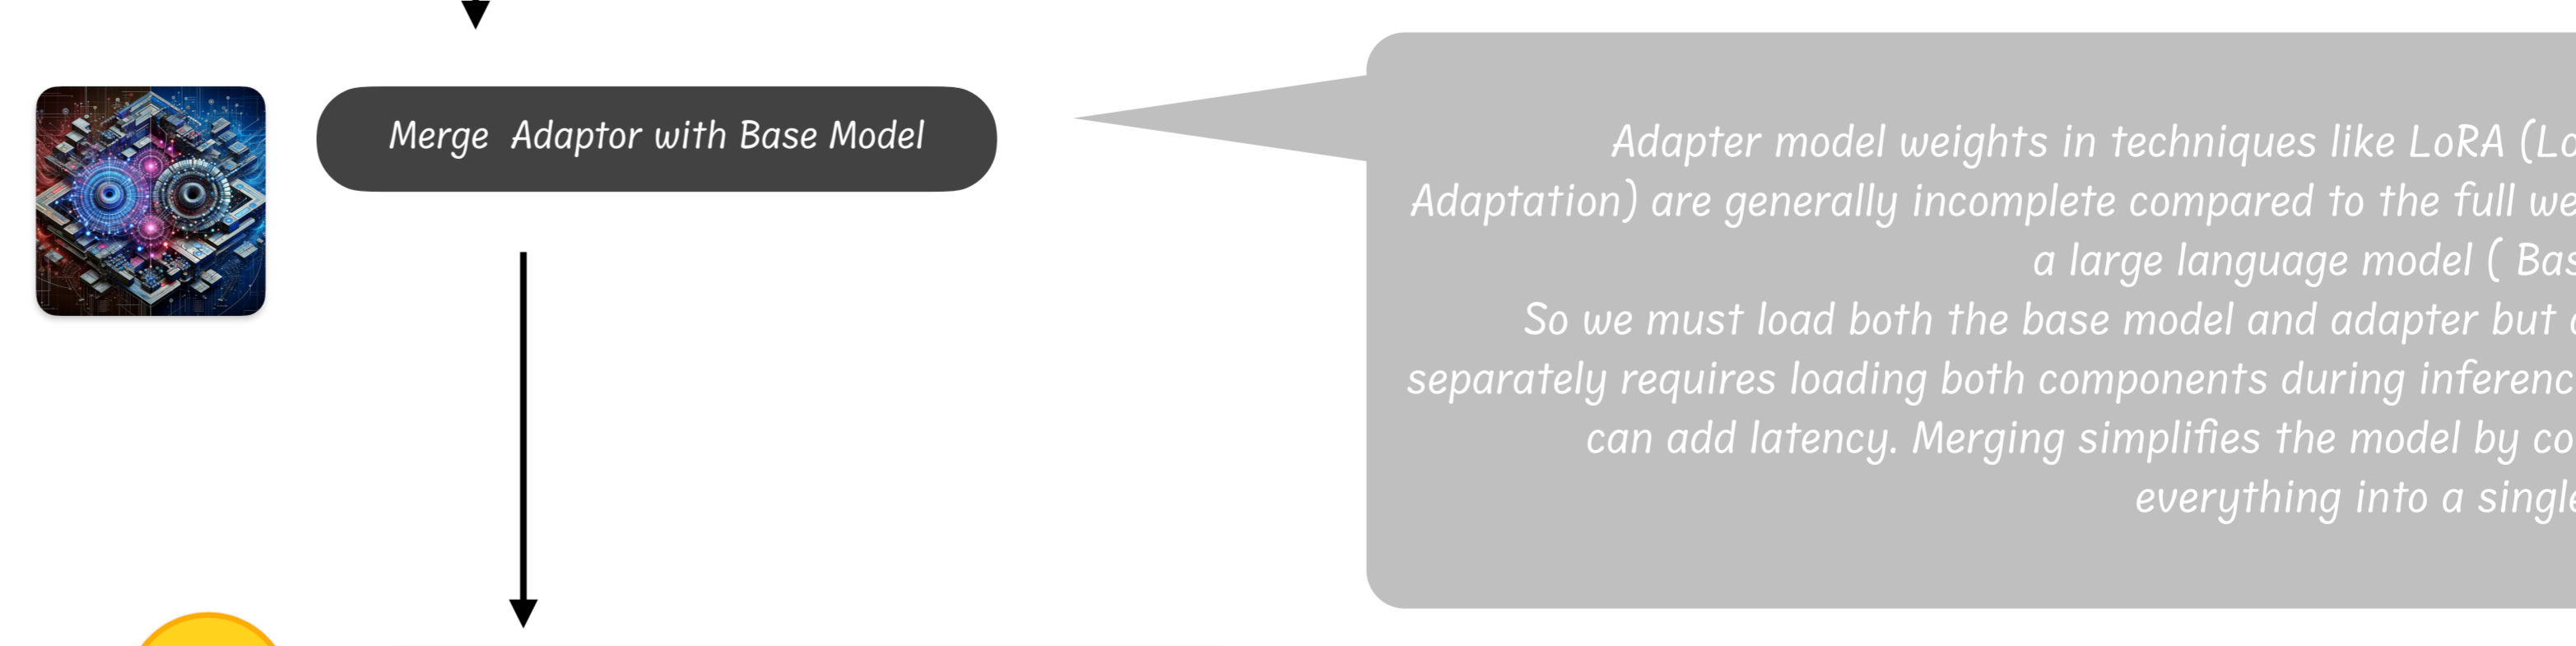 Merge Adaptor with Base Model
Adapter model weights in techniques like LoRA
Adaptation) are generally incomplete compared to the full
a large language model (
So we must load both the base model and adapter but
separately requires loading both components during
can add latency. Merging simplifies the model by
everything into a